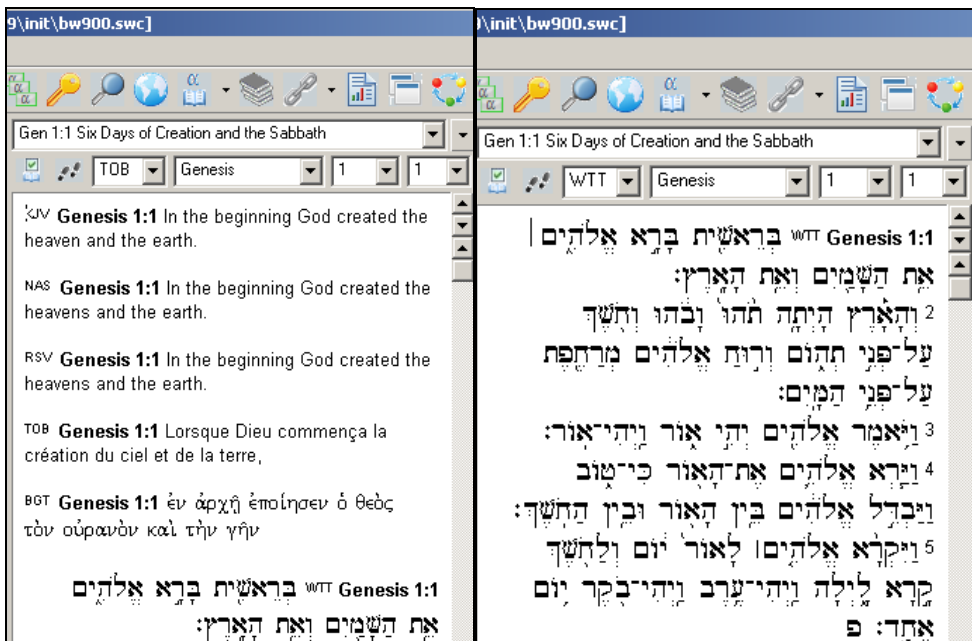 9\init\bw900.swc]
Gen 1:1 Six Days of Creation and the Sabbath
TOB Genesis 1 1
KJV Genesis 1:1 In the beginning God created the
heaven and the earth.
NAS Genesis 1:1 In the beginning God created the
heavens and the earth.
RSV Genesis 1:1 In the beginning God created the
heavens and the earth.
TOB Genesis 1:1 Lorsque Dieu commença la
création du ciel et de la terre,
BGT Genesis 1:1 ἐν ἀρχῇ ἐποίησεν ὁ θεὸς
τὸν οὐρανὸν καὶ τὴν γῆν
WTT Genesis 1:1 בְּרֵאשִׁ֖ית בָּרָ֣א אֱלֹהִ֑ים
אֵ֥ת הַשָּׁמַ֖יִם וְאֵ֥ת הָאָֽרֶץ׃
9\init\bw900.swc]
Gen 1:1 Six Days of Creation and the Sabbath
WTT Genesis 1 1
WTT Genesis 1:1 בְּרֵאשִׁ֖ית בָּרָ֣א אֱלֹהִ֑ים
אֵ֥ת הַשָּׁמַ֖יִם וְאֵ֥ת הָאָֽרֶץ׃
2 וְהָאָ֗רֶץ הָיְתָ֥ה תֹ֙הוּ֙ וָבֹ֔הוּ וְחֹ֖שֶׁךְ
עַל־פְּנֵ֣י תְה֑וֹם וְר֣וּחַ אֱלֹהִ֔ים מְרַחֶ֖פֶת
עַל־פְּנֵ֥י הַמָּֽיִם׃
3 וַיֹּ֥אמֶר אֱלֹהִ֖ים יְהִ֣י א֑וֹר וַֽיְהִי־אֽוֹר׃
4 וַיַּ֧רְא אֱלֹהִ֛ים אֶת־הָא֖וֹר כִּי־ט֑וֹב
וַיַּבְדֵּ֣ל אֱלֹהִ֔ים בֵּ֥ין הָא֖וֹר וּבֵ֥ין הַחֹֽשֶׁךְ׃
5 וַיִּקְרָ֨א אֱלֹהִ֤ים׀ לָאוֹר֙ י֔וֹם וְלַחֹ֖שֶׁךְ
קָ֣רָא לָ֑יְלָה וַֽיְהִי־עֶ֥רֶב וַֽיְהִי־בֹ֖קֶר י֥וֹם
אֶחָֽד׃ פ